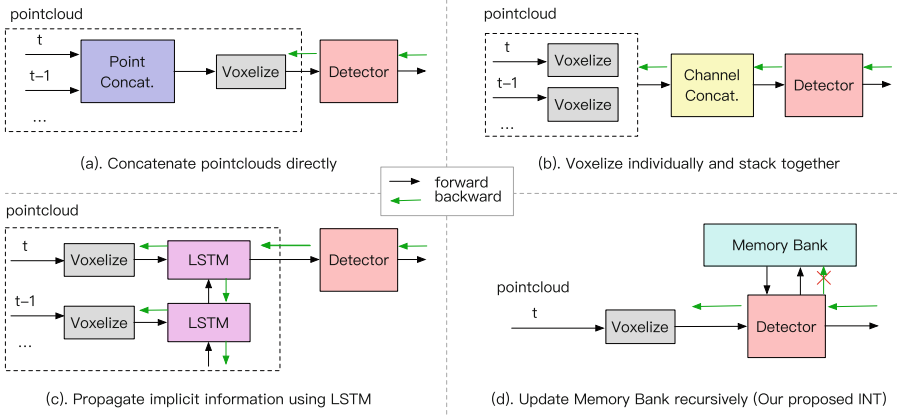 pointcloud
t
Point
Concat.
Voxelize
Detector
t-1
...
(a). Concatenate pointclouds directly
pointcloud
t
Voxelize
Channel
Concat.
Detector
t-1
Voxelize
...
(b). Voxelize individually and stack together
forward
backward
pointcloud
t
Voxelize
LSTM
Detector
t-1
Voxelize
LSTM
...
(c). Propagate implicit information using LSTM
Memory Bank
pointcloud
t
Voxelize
Detector
(d). Update Memory Bank recursively (Our proposed INT)